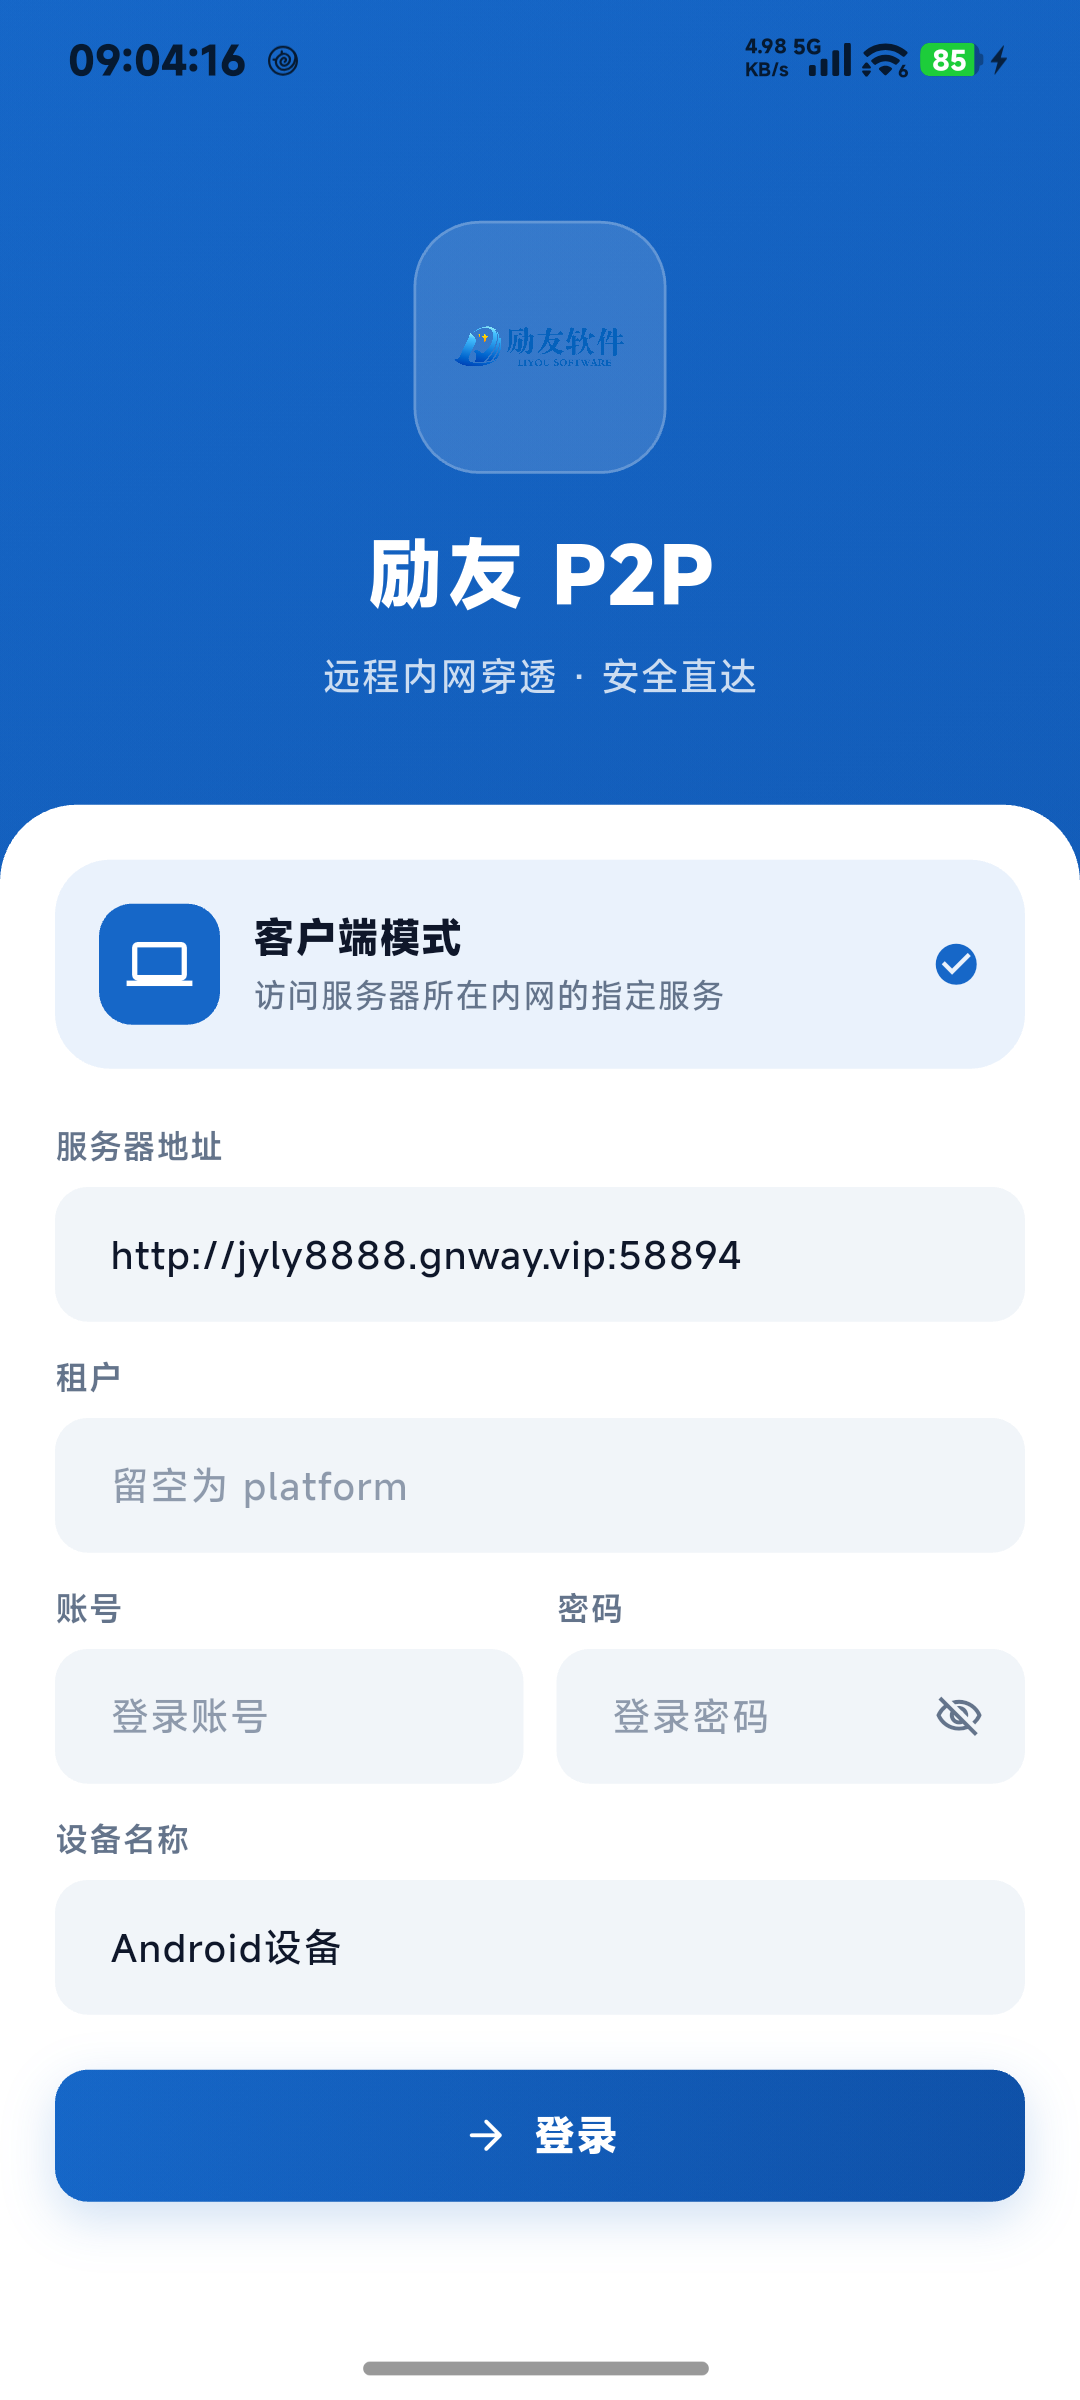 09:04:16
4.98 5G
KB/s
6
85
励友软件
LIYOU SOFTWARE
励友 P2P
远程内网穿透 · 安全直达
客户端模式
访问服务器所在内网的指定服务
服务器地址
http://jyly8888.gnway.vip:58894
租户
留空为 platform
账号
密码
登录账号
登录密码
设备名称
Android设备
登录